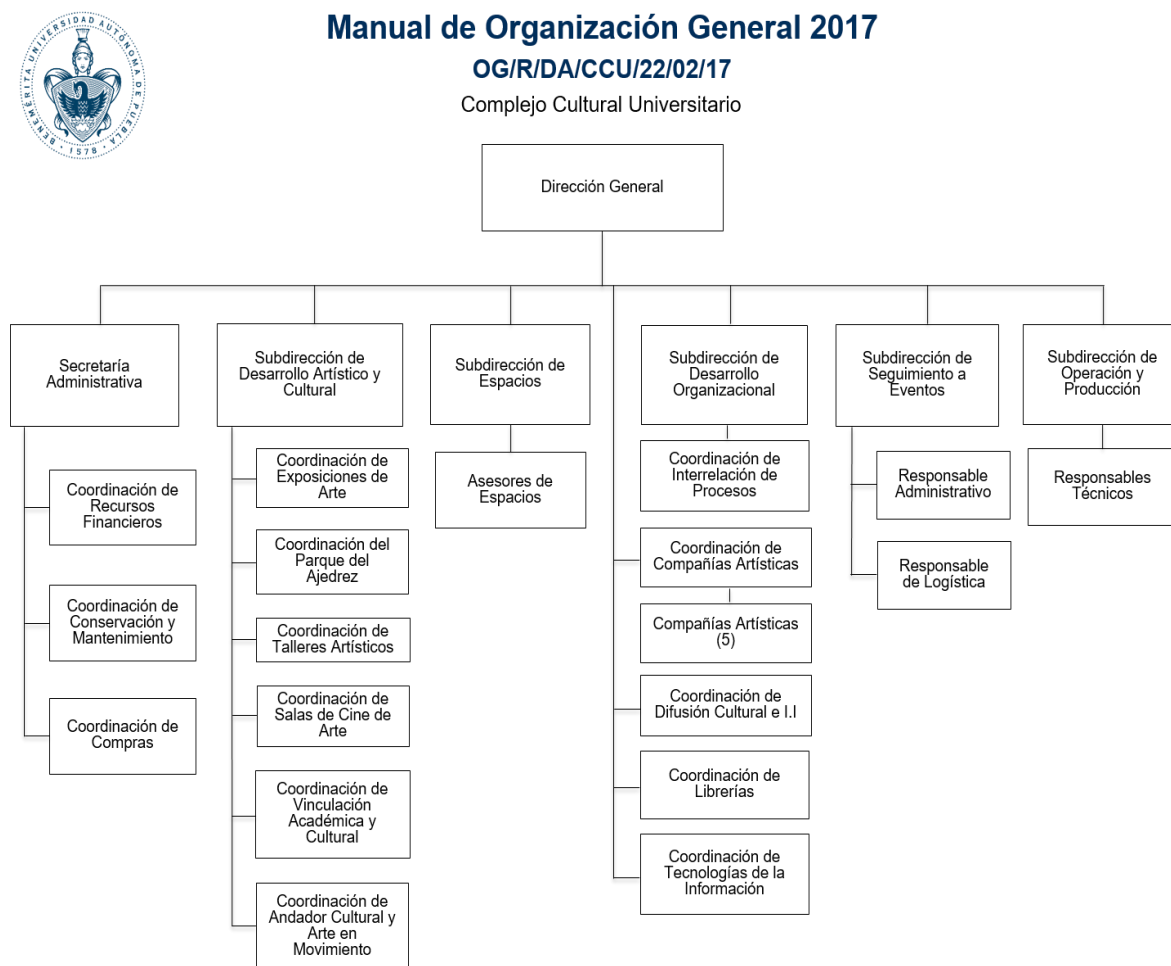 BENEMÉRITA UNIVERSIDAD AUTÓNOMA DE PUEBLA
· 1578 ·
Manual de Organización General 2017
OG/R/DA/CCU/22/02/17
Complejo Cultural Universitario
Dirección General
Secretaría
Administrativa
Coordinación de
Recursos
Financieros
Coordinación de
Conservación y
Mantenimiento
Coordinación de
Compras
Subdirección de
Desarrollo Artístico y
Cultural
Coordinación de
Exposiciones de
Arte
Coordinación del
Parque del
Ajedrez
Coordinación de
Talleres Artísticos
Coordinación de
Salas de Cine de
Arte
Coordinación de
Vinculación
Académica y
Cultural
Coordinación de
Andador Cultural y
Arte en
Movimiento
Subdirección de
Espacios
Asesores de
Espacios
Subdirección de
Desarrollo
Organizacional
Coordinación de
Interrelación de
Procesos
Coordinación de
Compañías Artísticas
Compañías Artísticas
(5)
Coordinación de
Difusión Cultural e I.I
Coordinación de
Librerías
Coordinación de
Tecnologías de la
Información
Subdirección de
Seguimiento a
Eventos
Responsable
Administrativo
Responsable
de Logística
Subdirección de
Operación y
Producción
Responsables
Técnicos